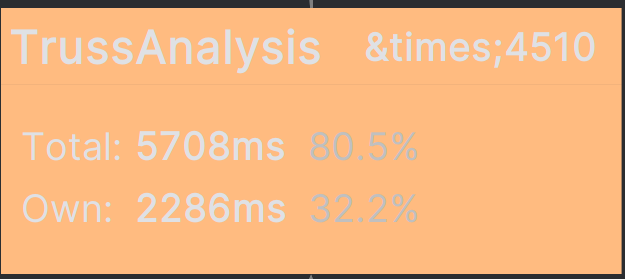 TrussAnalysis &times;4510
Total: 5708ms 80.5%
Own: 2286ms 32.2%